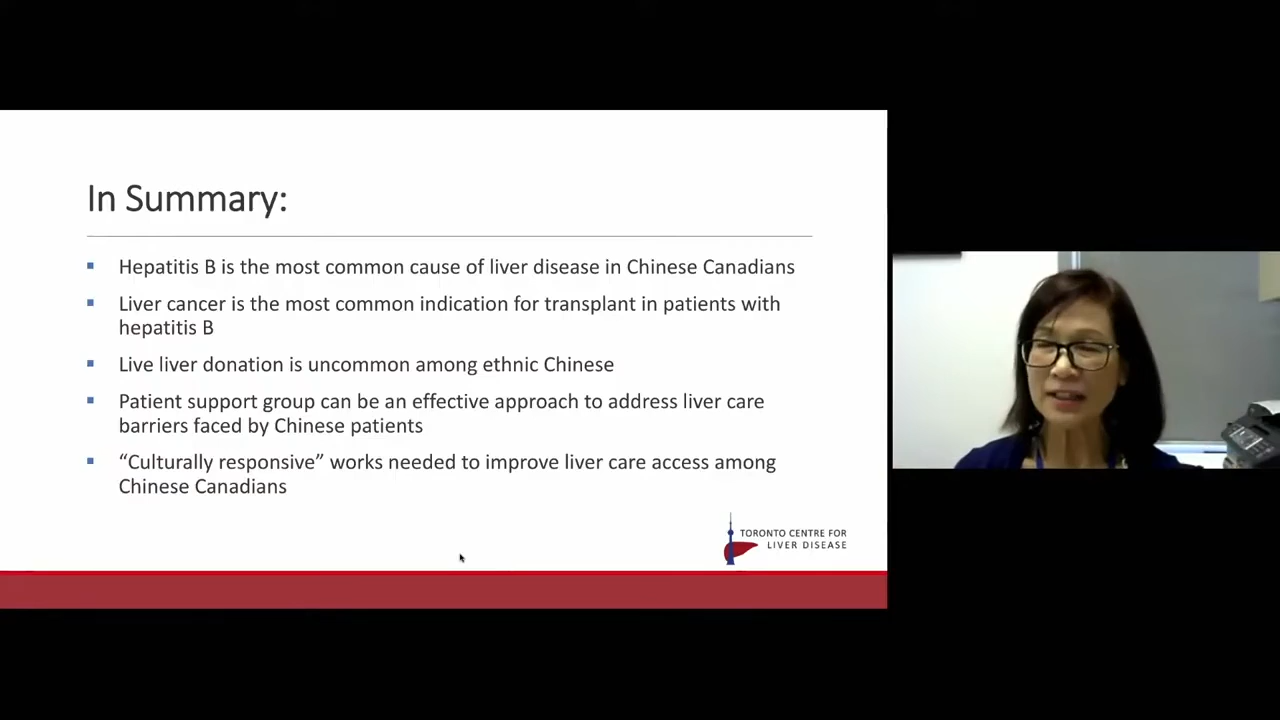 In Summary:
Hepatitis B is the most common cause of liver disease in Chinese Canadians
Liver cancer is the most common indication for transplant in patients with
hepatitis B
Live liver donation is uncommon among ethnic Chinese
Patient support group can be an effective approach to address liver care
barriers faced by Chinese patients
“Culturally responsive” works needed to improve liver care access among
Chinese Canadians
TORONTO CENTRE FOR
LIVER DISEASE